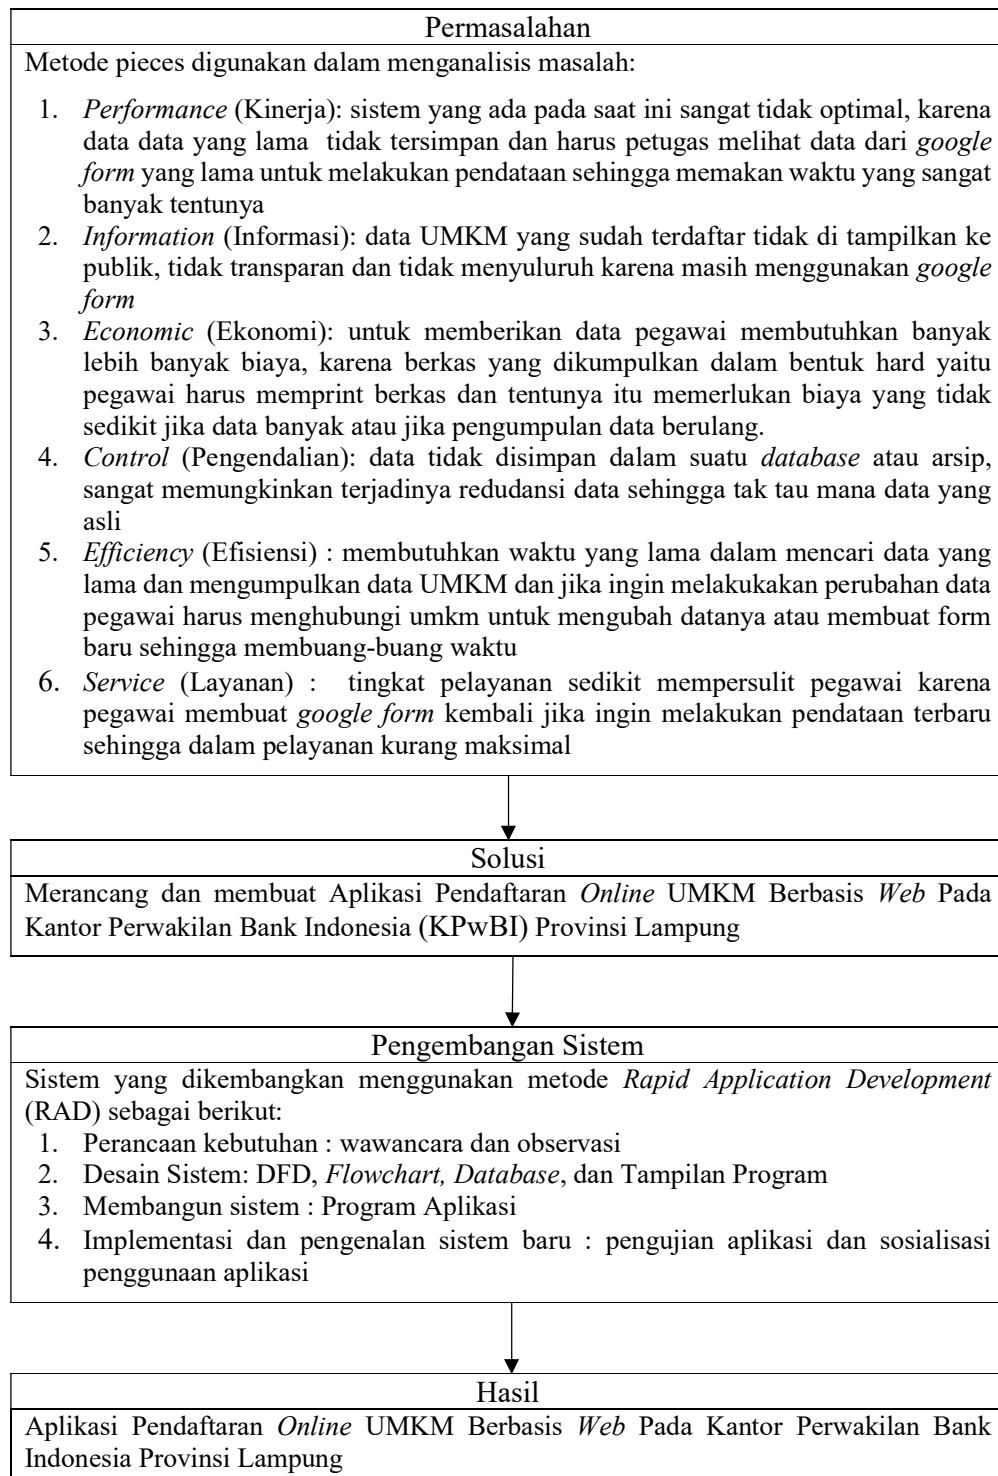 Permasalahan
Metode pieces digunakan dalam menganalisis masalah:
1. Performance (Kinerja): sistem yang ada pada saat ini sangat tidak optimal, karena
data data yang lama tidak tersimpan dan harus petugas melihat data dari google
form yang lama untuk melakukan pendataan sehingga memakan waktu yang sangat
banyak tentunya
2. Information (Informasi): data UMKM yang sudah terdaftar tidak di tampilkan ke
publik, tidak transparan dan tidak menyuluruh karena masih menggunakan google
form
3. Economic (Ekonomi): untuk memberikan data pegawai membutuhkan banyak
lebih banyak biaya, karena berkas yang dikumpulkan dalam bentuk hard yaitu
pegawai harus memprint berkas dan tentunya itu memerlukan biaya yang tidak
sedikit jika data banyak atau jika pengumpulan data berulang.
4. Control (Pengendalian): data tidak disimpan dalam suatu database atau arsip,
sangat memungkinkan terjadinya redudansi data sehingga tak tau mana data yang
asli
5. Efficiency (Efisiensi) : membutuhkan waktu yang lama dalam mencari data yang
lama dan mengumpulkan data UMKM dan jika ingin melakukakan perubahan data
pegawai harus menghubungi umkm untuk mengubah datanya atau membuat form
baru sehingga membuang-buang waktu
6. Service (Layanan) : tingkat pelayanan sedikit mempersulit pegawai karena
pegawai membuat google form kembali jika ingin melakukan pendataan terbaru
sehingga dalam pelayanan kurang maksimal
Solusi
Merancang dan membuat Aplikasi Pendaftaran Online UMKM Berbasis Web Pada
Kantor Perwakilan Bank Indonesia (KPwBI) Provinsi Lampung
Pengembangan Sistem
Sistem yang dikembangkan menggunakan metode Rapid Application Development
(RAD) sebagai berikut:
1. Perancaan kebutuhan : wawancara dan observasi
2. Desain Sistem: DFD, Flowchart, Database, dan Tampilan Program
3. Membangun sistem : Program Aplikasi
4. Implementasi dan pengenalan sistem baru : pengujian aplikasi dan sosialisasi
penggunaan aplikasi
Hasil
Aplikasi Pendaftaran Online UMKM Berbasis Web Pada Kantor Perwakilan Bank
Indonesia Provinsi Lampung